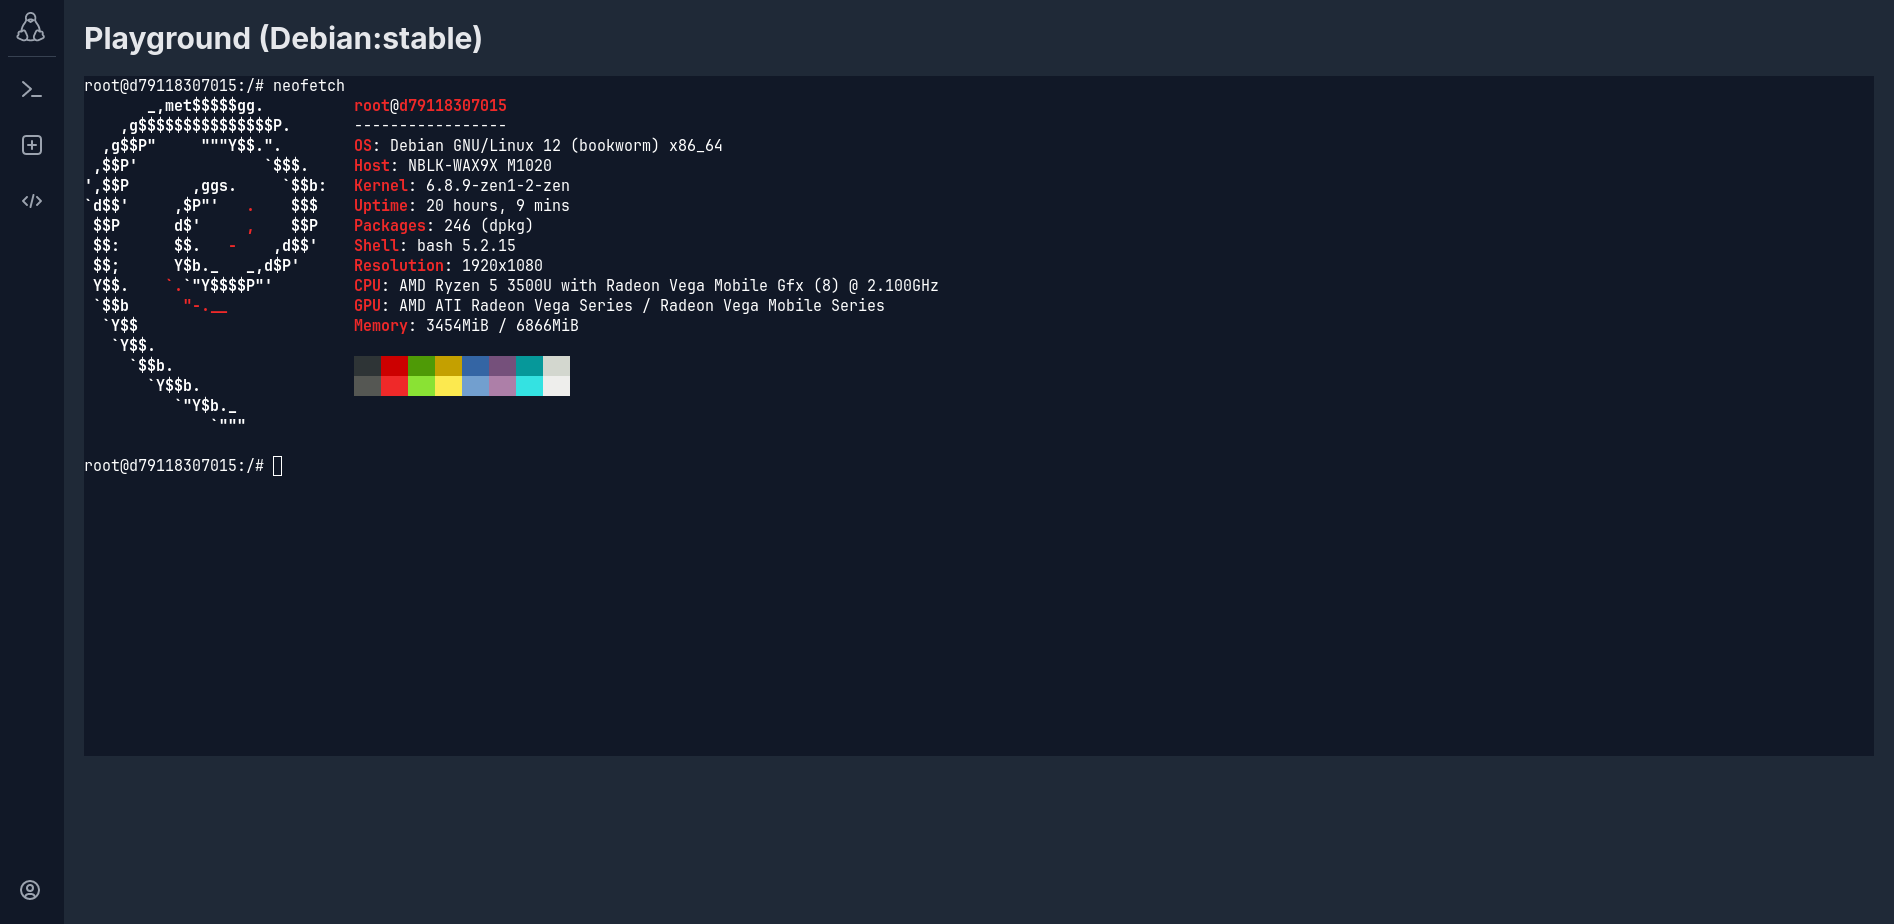 Playground (Debian:stable)
root@d79118307015:/# neofetch
       _,met$$$$$gg.          root@d79118307015
    ,g$$$$$$$$$$$$$$$P.       -----------------
  ,g$$P"     """Y$$.".        OS: Debian GNU/Linux 12 (bookworm) x86_64
 ,$$P'              `$$$.     Host: NBLK-WAX9X M1020
',$$P       ,ggs.     `$$b:   Kernel: 6.8.9-zen1-2-zen
`d$$'     ,$P"'   .    $$$    Uptime: 20 hours, 9 mins
 $$P      d$'     ,    $$P    Packages: 246 (dpkg)
 $$:      $$.   -    ,d$$'    Shell: bash 5.2.15
 $$;      Y$b._   _,d$P'      Resolution: 1920x1080
 Y$$.    `.`"Y$$$$P"'         CPU: AMD Ryzen 5 3500U with Radeon Vega Mobile Gfx (8) @ 2.100GHz
 `$$b      "-.__              GPU: AMD ATI Radeon Vega Series / Radeon Vega Mobile Series
  `Y$$                        Memory: 3454MiB / 6866MiB
   `Y$$.
     `$$b.
       `Y$$b.
          `"Y$b._
              `"""
root@d79118307015:/#